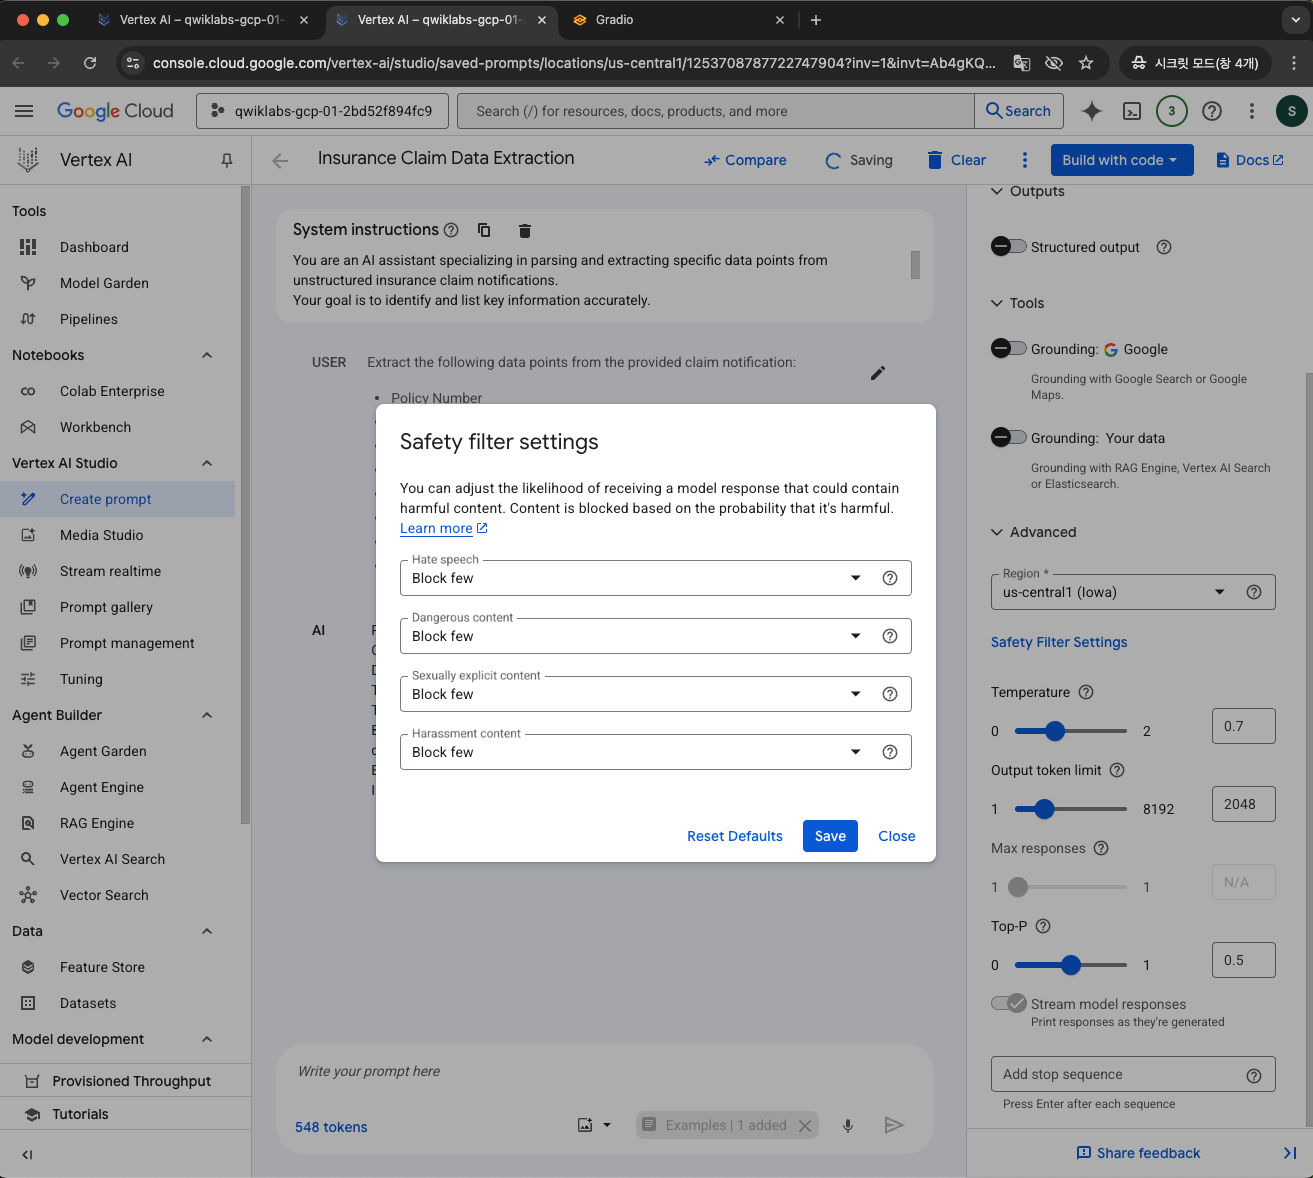 Vertex AI – qwiklabs-gcp-01-
Vertex AI – qwiklabs-gcp-01-
Gradio
console.cloud.google.com/vertex-ai/studio/saved-prompts/locations/us-central1/1253708787722747904?inv=1&invt=Ab4gKQ...
시크릿 모드(창 4개)
Google Cloud
qwiklabs-gcp-01-2bd52f894fc9
Search (/) for resources, docs, products, and more
Search
3
S
Vertex AI
Insurance Claim Data Extraction
Compare
Saving
Clear
Build with code
Docs
Tools
Dashboard
Model Garden
Pipelines
Notebooks
Colab Enterprise
Workbench
Vertex AI Studio
Create prompt
Media Studio
Stream realtime
Prompt gallery
Prompt management
Tuning
Agent Builder
Agent Garden
Agent Engine
RAG Engine
Vertex AI Search
Vector Search
Data
Feature Store
Datasets
Model development
Provisioned Throughput
Tutorials
System instructions
You are an AI assistant specializing in parsing and extracting specific data points from
unstructured insurance claim notifications.
Your goal is to identify and list key information accurately.
USER
Extract the following data points from the provided claim notification:
• Policy Number
AI
Safety filter settings
You can adjust the likelihood of receiving a model response that could contain
harmful content. Content is blocked based on the probability that it's harmful.
Learn more
Hate speech
Block few
Dangerous content
Block few
Sexually explicit content
Block few
Harassment content
Block few
Reset Defaults
Save
Close
Write your prompt here
548 tokens
Examples | 1 added
Outputs
Structured output
Tools
Grounding: Google
Grounding with Google Search or Google
Maps.
Grounding: Your data
Grounding with RAG Engine, Vertex AI Search
or Elasticsearch.
Advanced
Region *
us-central1 (Iowa)
Safety Filter Settings
Temperature
0
2
0.7
Output token limit
1
8192
2048
Max responses
1
1
N/A
Top-P
0
1
0.5
Stream model responses
Print responses as they're generated
Add stop sequence
Press Enter after each sequence
Share feedback